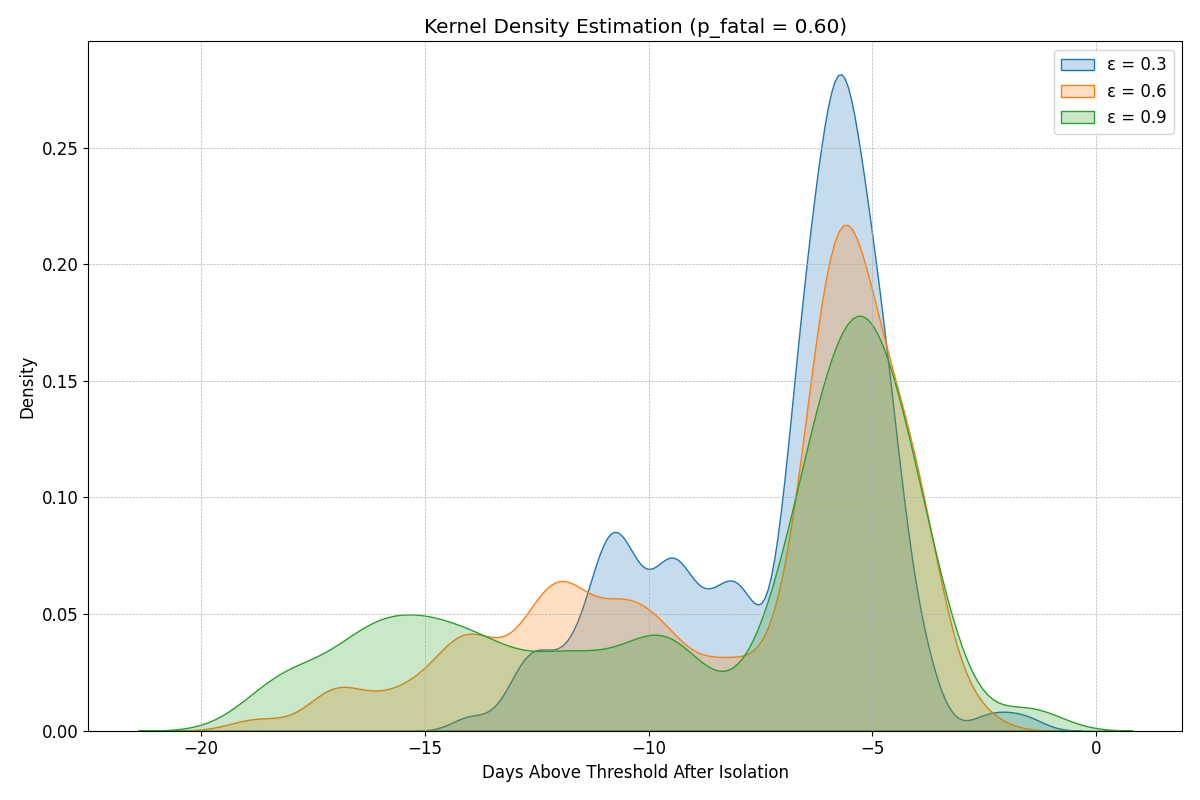 Kernel Density Estimation (p_fatal = 0.60)
ε = 0.3
ε = 0.6
ε = 0.9
Density
0.25
0.20
0.15
0.10
0.05
0.00
−20
−15
−10
−5
0
Days Above Threshold After Isolation